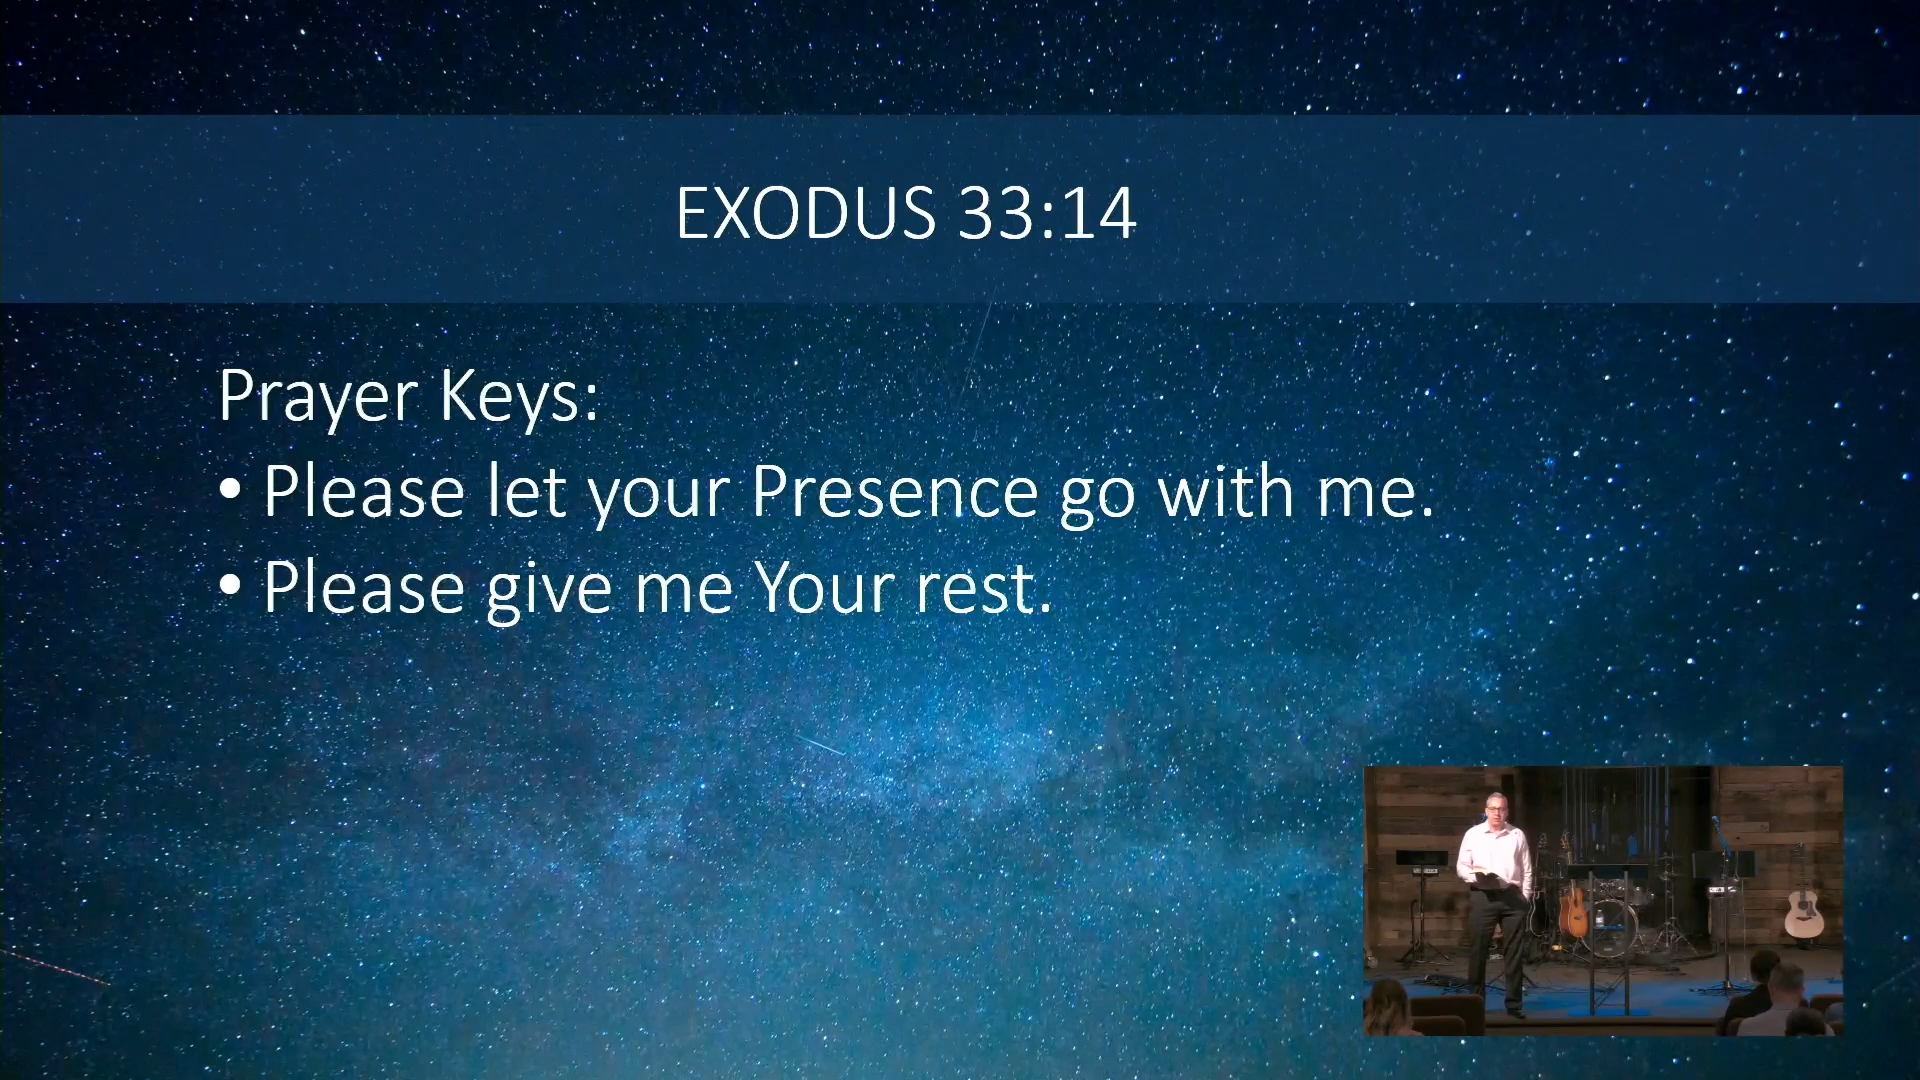 EXODUS 33:14
Prayer Keys:
• Please let your Presence go with me.
• Please give me Your rest.